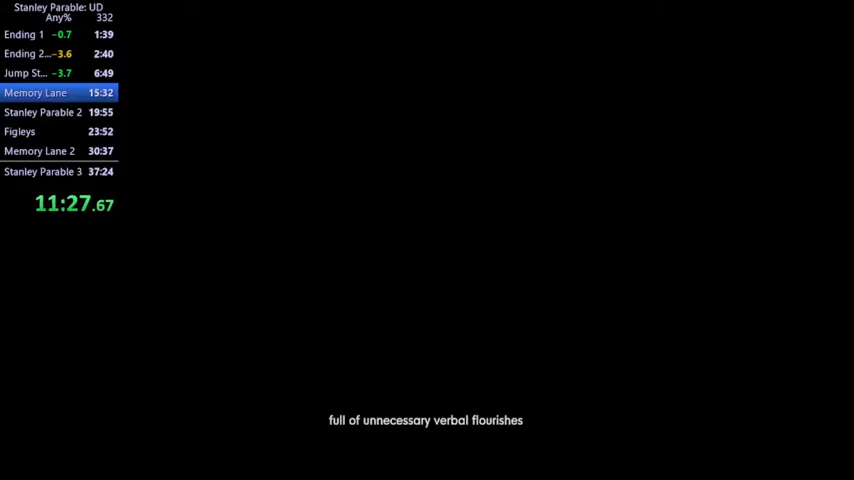 Stanley Parable: UD
Any% 332
Ending 1 -0.7 1:39
Ending 2... -3.6 2:40
Jump St... -3.7 6:49
Memory Lane 15:32
Stanley Parable 2 19:55
Figleys 23:52
Memory Lane 2 30:37
Stanley Parable 3 37:24
11:27.67
full of unnecessary verbal flourishes